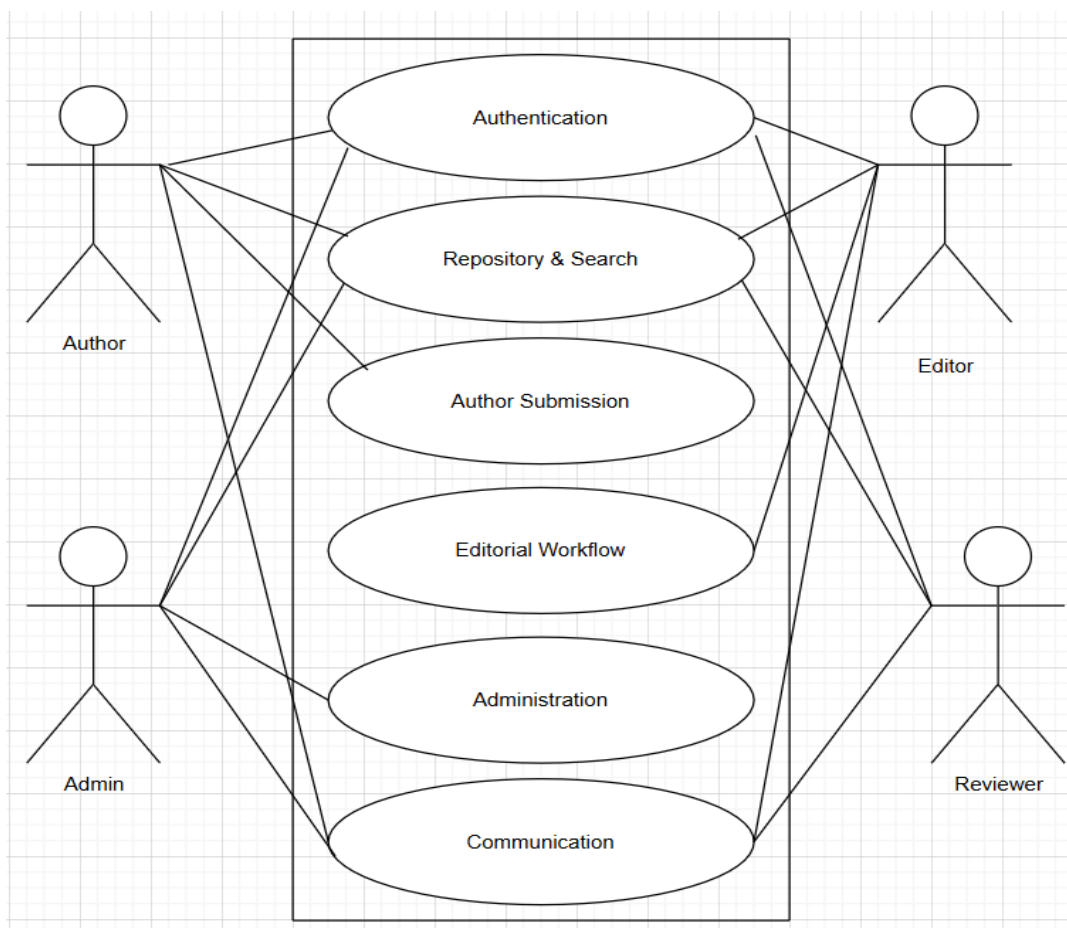 Authentication
Repository & Search
Author
Editor
Author Submission
Editorial Workflow
Administration
Admin
Reviewer
Communication